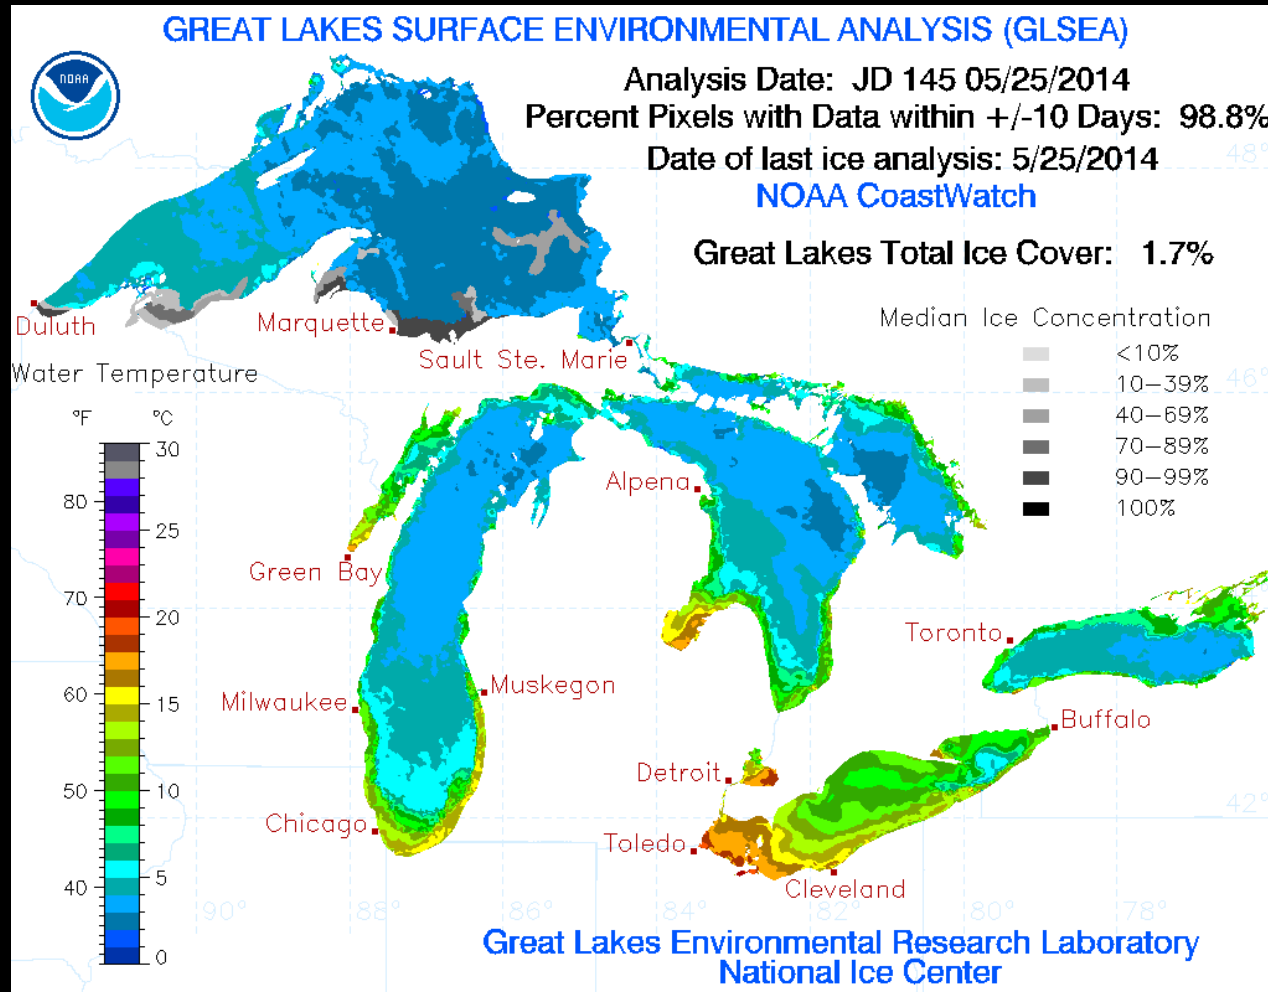 GREAT LAKES SURFACE ENVIRONMENTAL ANALYSIS (GLSEA)
NOAA
Analysis Date: JD 145 05/25/2014
Percent Pixels with Data within +/-10 Days: 98.8%
Date of last ice analysis: 5/25/2014
NOAA CoastWatch
48°
Great Lakes Total Ice Cover: 1.7%
Median Ice Concentration
<10%
10-39%
40-69%
70-89%
90-99%
100%
46°
Duluth
Marquette
Sault Ste. Marie
Water Temperature
°F °C
30
80
25
70
20
60
15
50
10
40
5
0
Alpena
Green Bay
Toronto
Milwaukee
Muskegon
Buffalo
Detroit
Chicago
Toledo
Cleveland
42°
90° 88° 86° 84° 82° 80° 78°
Great Lakes Environmental Research Laboratory
National Ice Center